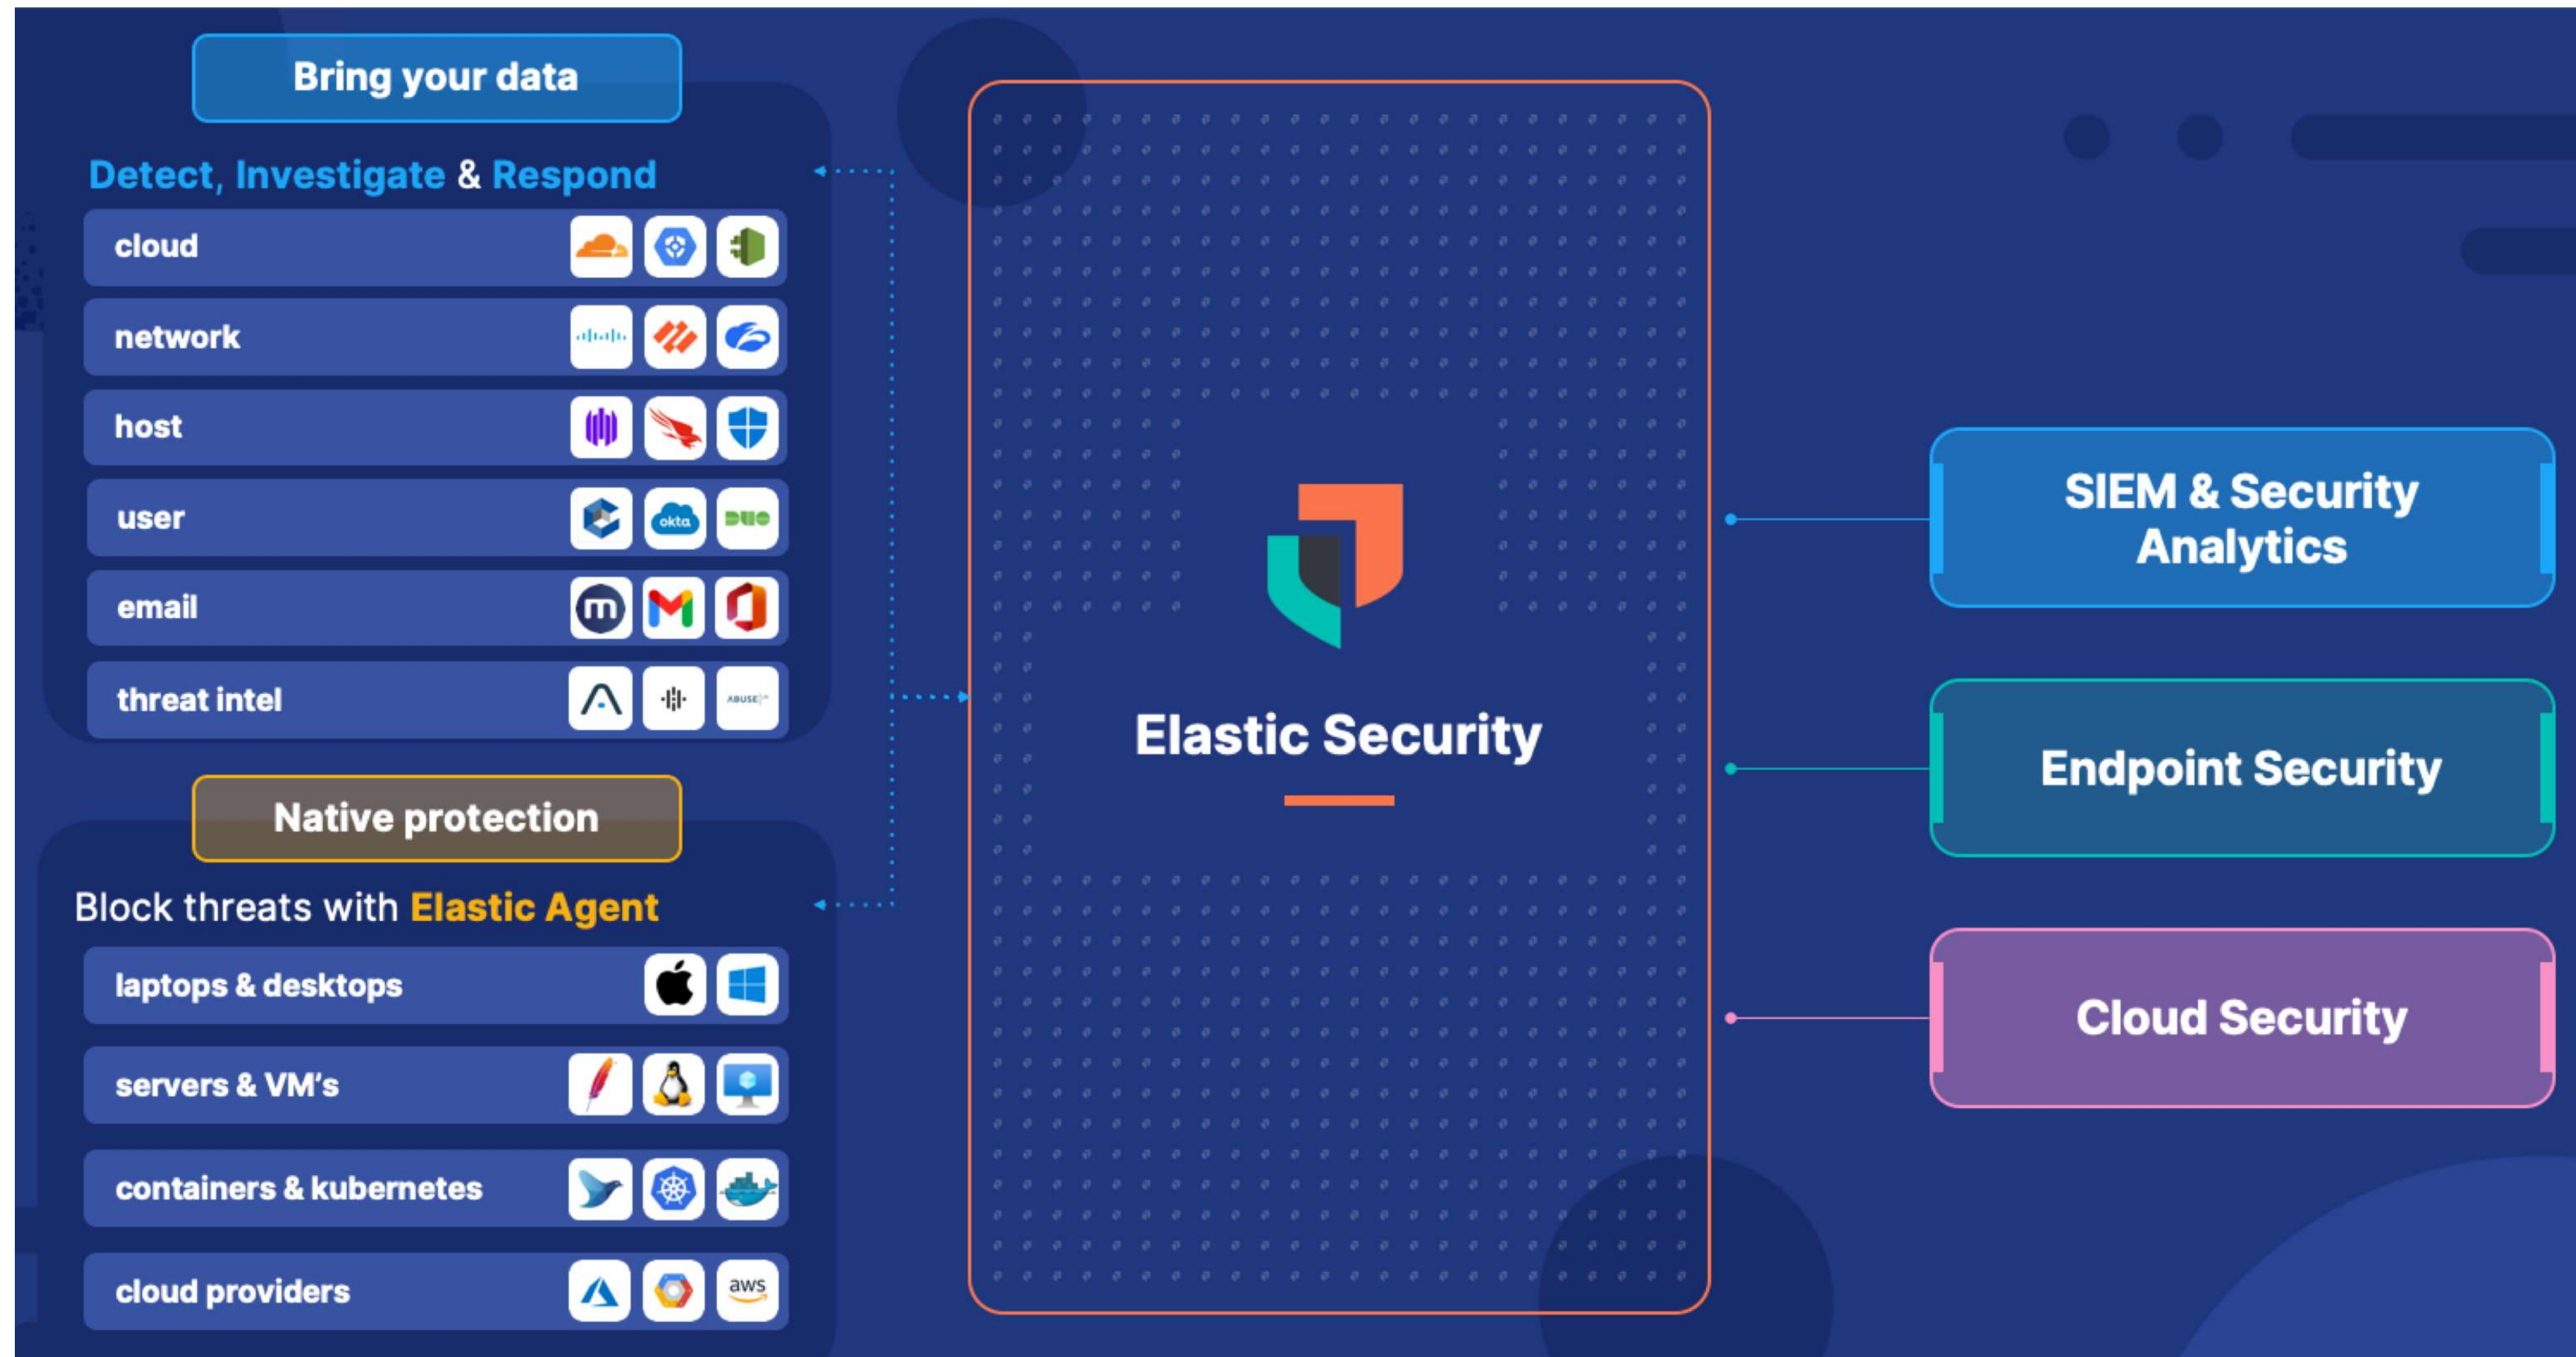 Bring your data
Detect, Investigate & Respond
cloud
network
host
user
okta
DUO
email
m
threat intel
ABUSE
Native protection
Block threats with Elastic Agent
laptops & desktops
servers & VM's
containers & kubernetes
cloud providers
aws
Elastic Security
SIEM & Security
Analytics
Endpoint Security
Cloud Security